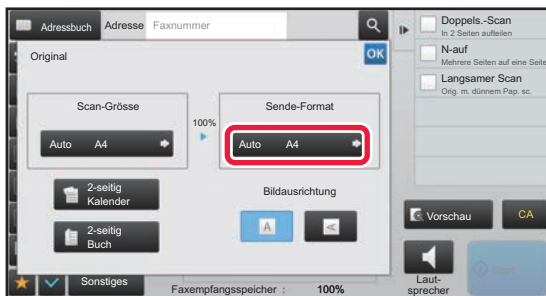 Adressbuch Adresse Faxnummer
Original
OK
Scan-Grösse
Auto A4
100%
Sende-Format
Auto A4
2-seitig
Kalender
2-seitig
Buch
Bildausrichtung
A
A
Sonstiges
Faxempfangsspeicher : 100%
Doppels.-Scan
In 2 Seiten aufteilen
N-auf
Mehrere Seiten auf eine Seite
Langsamer Scan
Orig. m. dünnem Pap. sc.
Vorschau
CA
Laut-
sprecher
Start